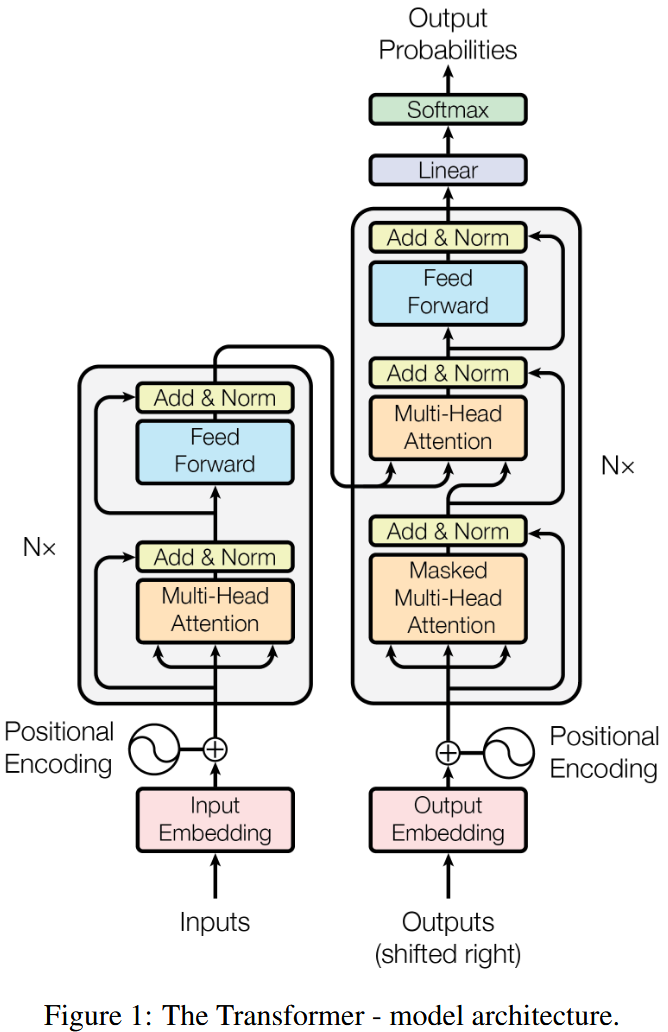 Output
Probabilities
Softmax
Linear
Add & Norm
Feed
Forward
Add & Norm
Multi-Head
Attention
Add & Norm
Masked
Multi-Head
Attention
N×
Add & Norm
Feed
Forward
Add & Norm
Multi-Head
Attention
N×
Positional
Encoding
Positional
Encoding
Input
Embedding
Output
Embedding
Inputs
Outputs
(shifted right)
Figure 1: The Transformer - model architecture.